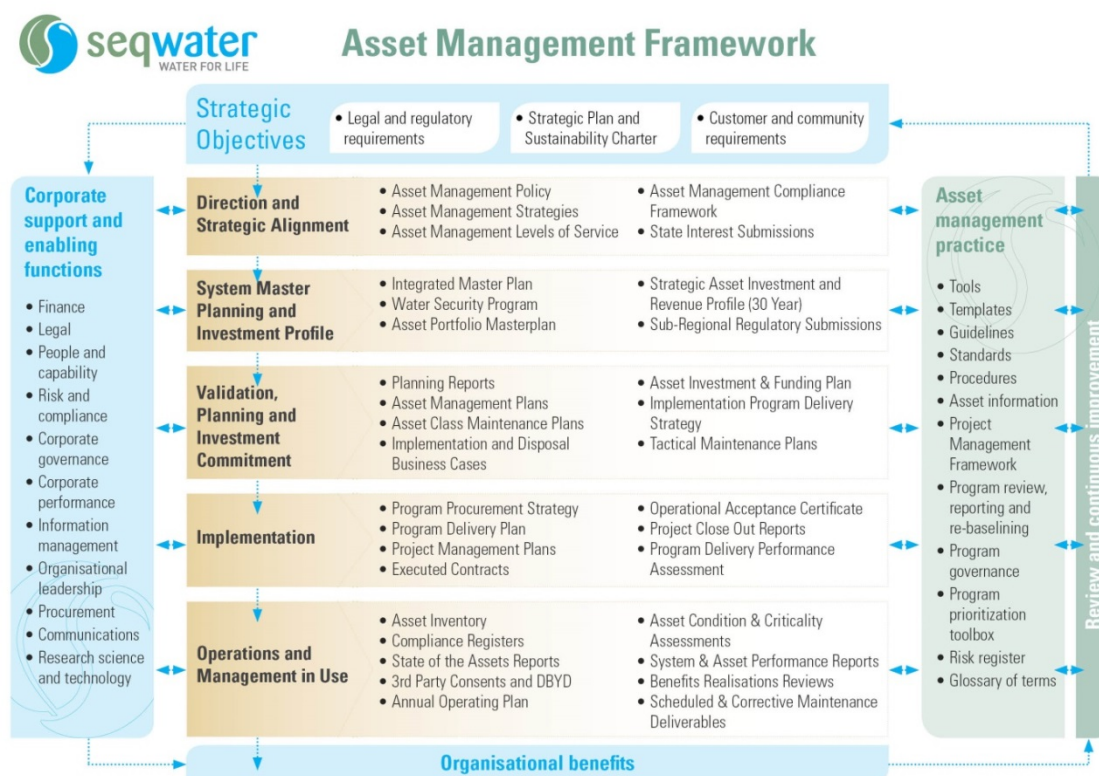 seqwater
WATER FOR LIFE
Asset Management Framework
Strategic
Objectives
• Legal and regulatory
requirements
• Strategic Plan and
Sustainability Charter
• Customer and community
requirements
Corporate
support and
enabling
functions
• Finance
• Legal
• People and
capability
• Risk and
compliance
• Corporate
governance
• Corporate
performance
• Information
management
• Organisational
leadership
• Procurement
• Communications
• Research science
and technology
Direction and
Strategic Alignment
• Asset Management Policy
• Asset Management Strategies
• Asset Management Levels of Service
• Asset Management Compliance
Framework
• State Interest Submissions
System Master
Planning and
Investment Profile
• Integrated Master Plan
• Water Security Program
• Asset Portfolio Masterplan
• Strategic Asset Investment and
Revenue Profile (30 Year)
• Sub-Regional Regulatory Submissions
Validation,
Planning and
Investment
Commitment
• Planning Reports
• Asset Management Plans
• Asset Class Maintenance Plans
• Implementation and Disposal
Business Cases
• Asset Investment & Funding Plan
• Implementation Program Delivery
Strategy
• Tactical Maintenance Plans
Implementation
• Program Procurement Strategy
• Program Delivery Plan
• Project Management Plans
• Executed Contracts
• Operational Acceptance Certificate
• Project Close Out Reports
• Program Delivery Performance
Assessment
Operations and
Management in Use
• Asset Inventory
• Compliance Registers
• State of the Assets Reports
• 3rd Party Consents and DBYD
• Annual Operating Plan
• Asset Condition & Criticality
Assessments
• System & Asset Performance Reports
• Benefits Realisations Reviews
• Scheduled & Corrective Maintenance
Deliverables
Asset
management
practice
• Tools
• Templates
• Guidelines
• Standards
• Procedures
• Asset information
• Project
Management
Framework
• Program review,
reporting and
re-baselining
• Program
governance
• Program
prioritization
toolbox
• Risk register
• Glossary of terms
Review and continuous improvement
Organisational benefits